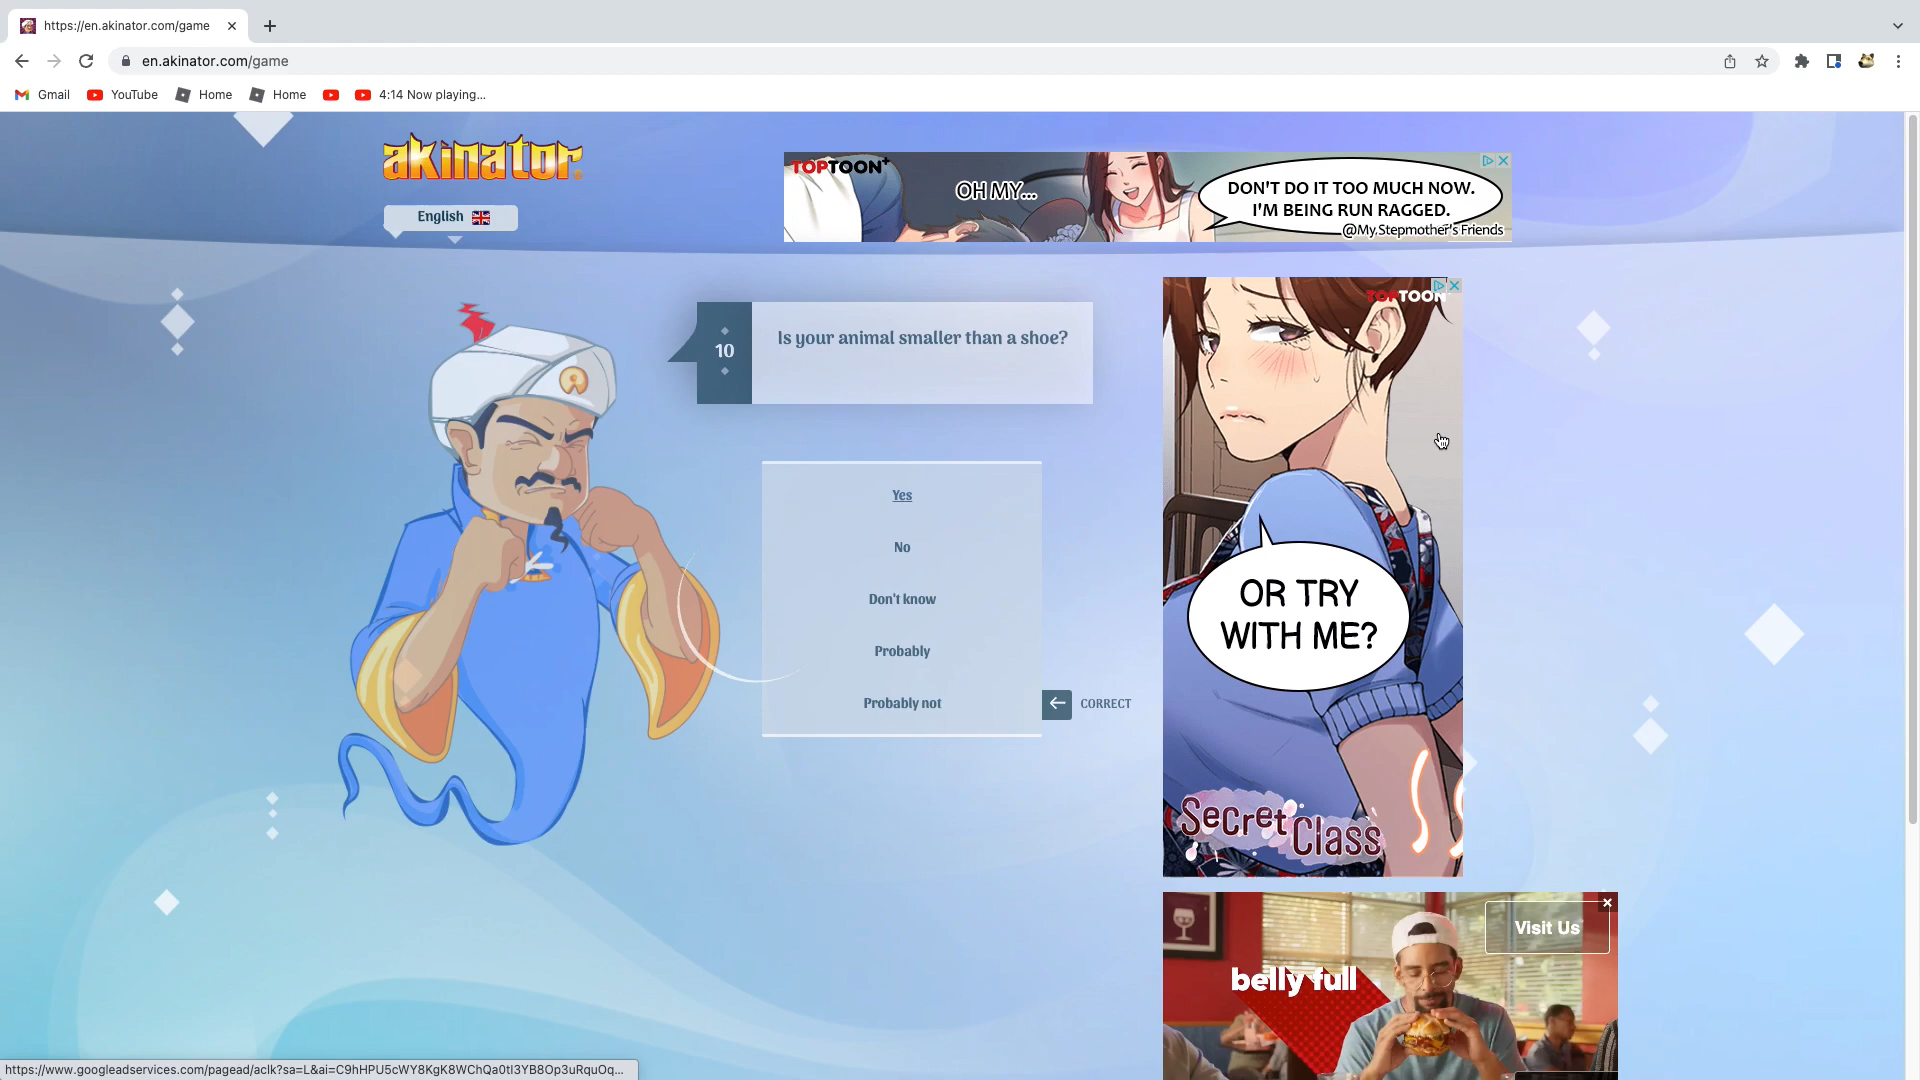 https://en.akinator.com/game
en.akinator.com/game
Gmail
YouTube
Home
Home
4:14 Now playing...
akinator
English
TOPTOON+
OH MY...
DON'T DO IT TOO MUCH NOW.
I'M BEING RUN RAGGED.
@My Stepmother's Friends
10
Is your animal smaller than a shoe?
Yes
No
Don't know
Probably
Probably not
CORRECT
TOPTOON
OR TRY
WITH ME?
Secret Class
Visit Us
belly full
https://www.googleadservices.com/pagead/aclk?sa=L&ai=C9hHPU5cWY8KgK8WChQa0tI3YB8Op3uRquOq...